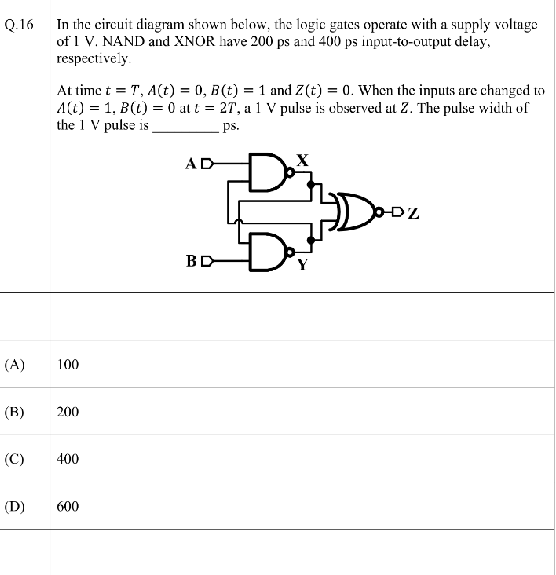 Q.16 In the circuit diagram shown below, the logic gates operate with a supply voltage
of 1 V. NAND and XNOR have 200 ps and 400 ps input-to-output delay,
respectively.
At time t = T, A(t) = 0, B(t) = 1 and Z(t) = 0. When the inputs are changed to
A(t) = 1, B(t) = 0 at t = 2T, a 1 V pulse is observed at Z. The pulse width of
the 1 V pulse is ________ ps.
A X
Z
B Y
(A) 100
(B) 200
(C) 400
(D) 600